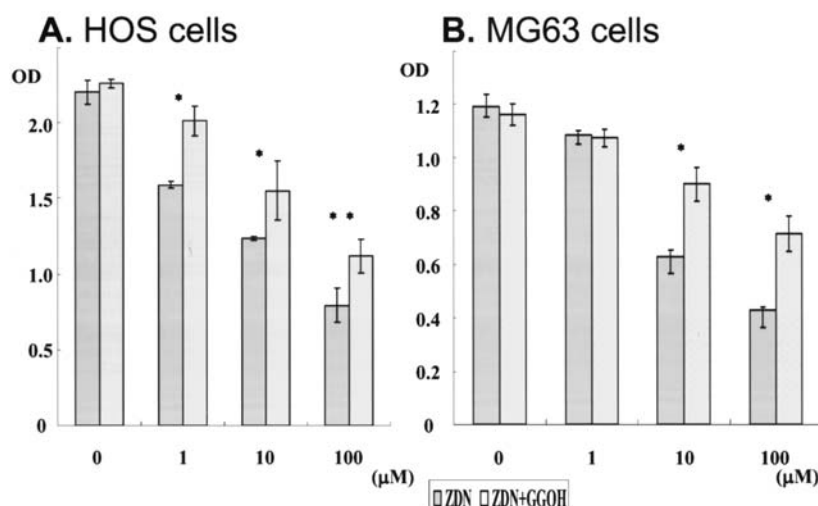 A. HOS cells
OD
2.0
1.5
1.0
0.5
0
*
*
* *
0 1 10 100
(µM)
B. MG63 cells
OD
1.2
1.0
0.8
0.6
0.4
0.2
0
*
*
0 1 10 100
(µM)
ZDN ZDN+GGOH